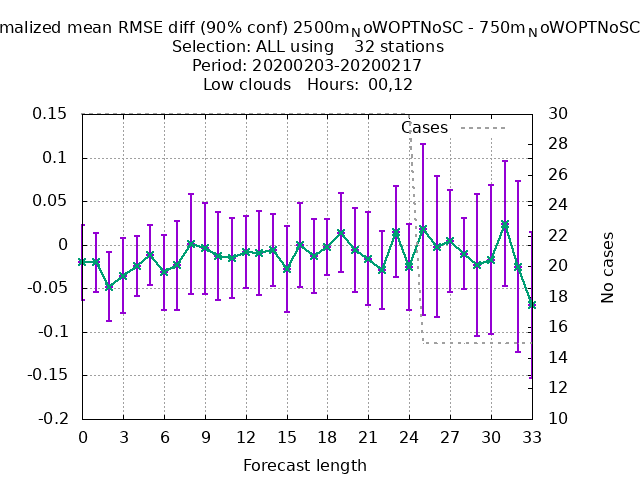 malized mean RMSE diff (90% conf) 2500mNoWOPTNoSC - 750mNoWOPTNoSC
Selection: ALL using 32 stations
Period: 20200203-20200217
Low clouds Hours: 00,12
Cases
0.15
0.1
0.05
0
-0.05
-0.1
-0.15
-0.2
30
28
26
24
22
20
18
16
14
12
10
No cases
0 3 6 9 12 15 18 21 24 27 30 33
Forecast length